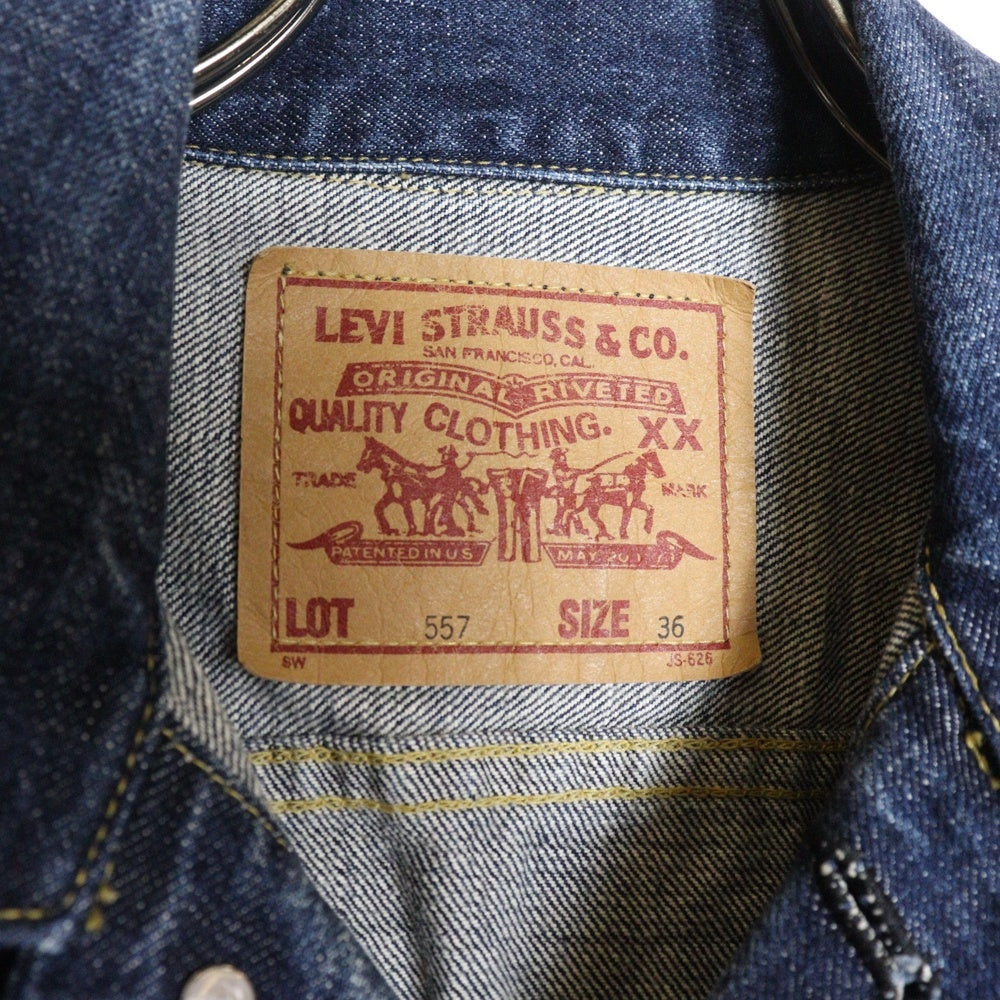 LEVI STRAUSS & CO.
SAN FRANCISCO, CAL.
ORIGINAL RIVETED
QUALITY CLOTHING. XX
TRADE MARK
PATENTED IN U.S. MAY 20
LOT 557 SIZE 36
SW JS-626